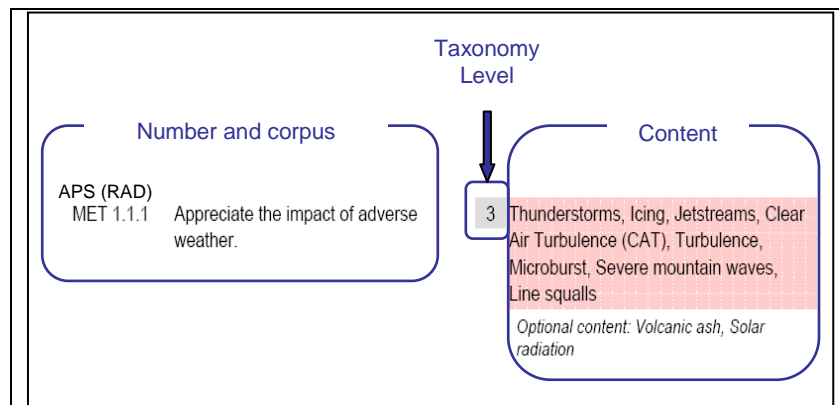 Taxonomy
Level
Number and corpus
Content
APS (RAD)
MET 1.1.1 Appreciate the impact of adverse
weather.
3 Thunderstorms, Icing, Jetstreams, Clear
Air Turbulence (CAT), Turbulence,
Microburst, Severe mountain waves,
Line squalls
Optional content: Volcanic ash, Solar
radiation